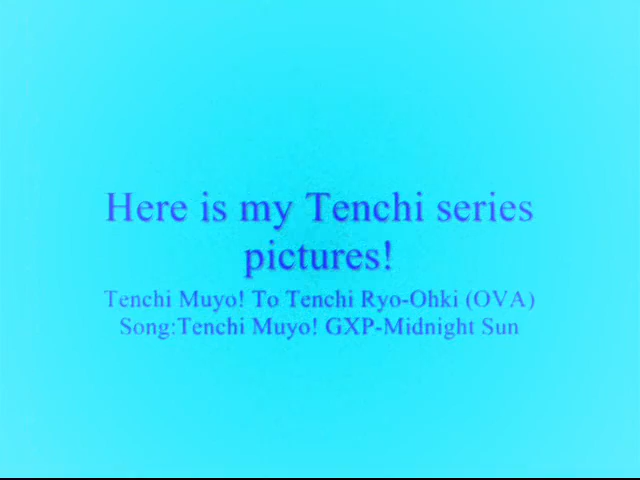 Here is my Tenchi series
pictures!
Tenchi Muyo! To Tenchi Ryo-Ohki (OVA)
Song:Tenchi Muyo! GXP-Midnight Sun